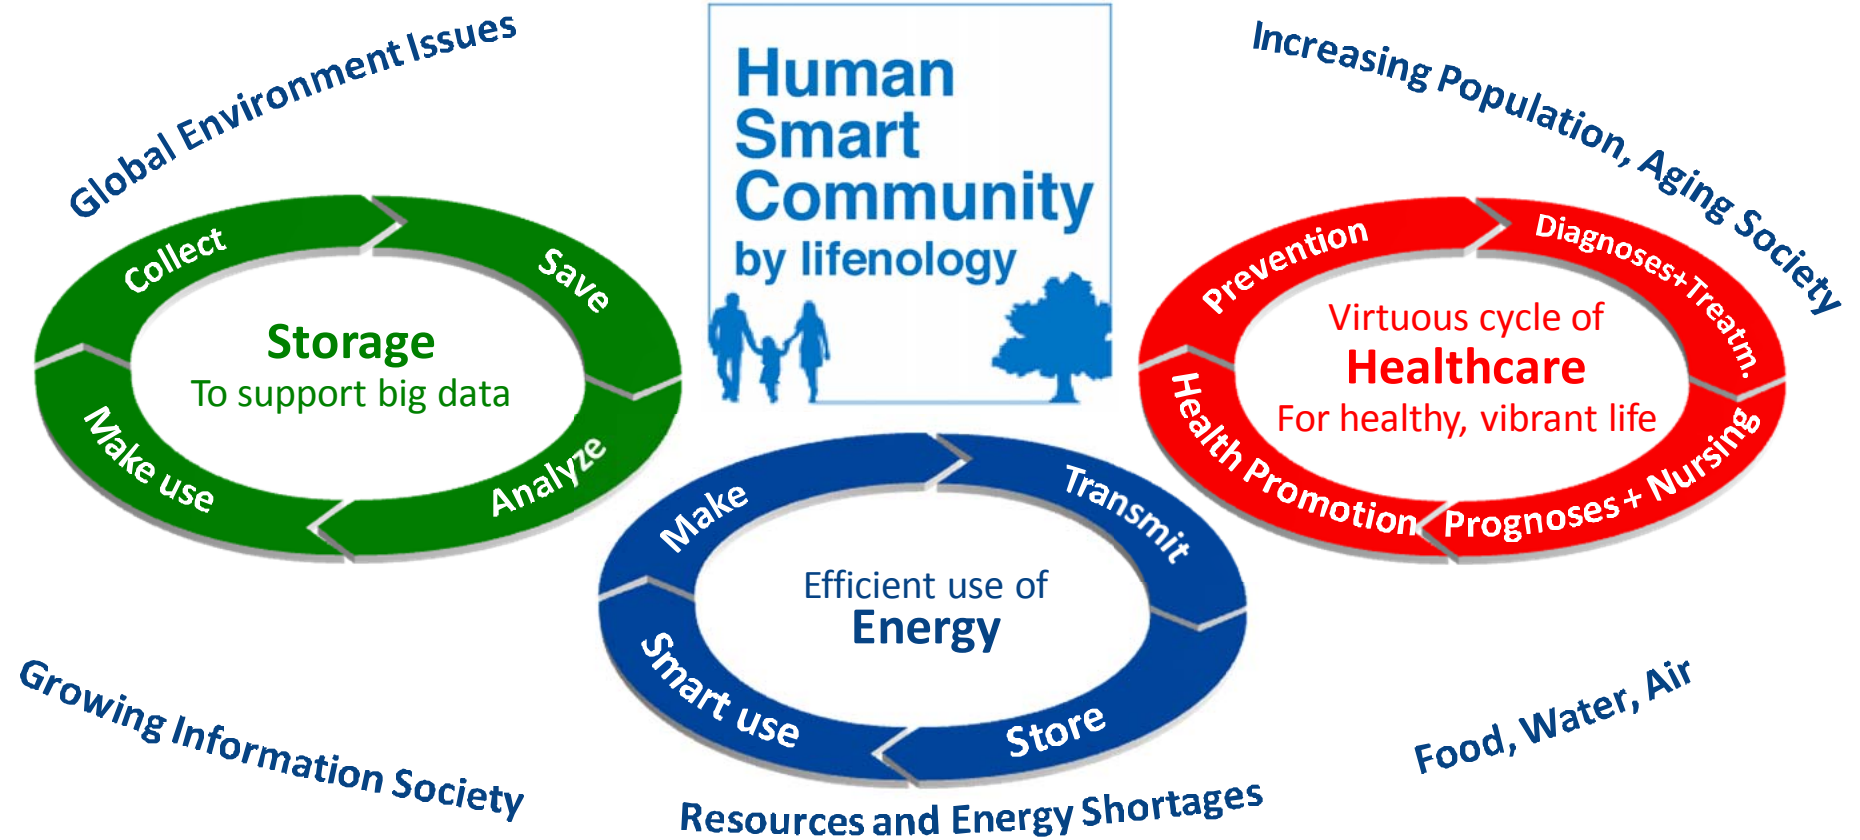 Global Environment Issues
Human
Smart
Community
by lifenology
Increasing Population, Aging Society
Collect
Save
Analyze
Make use
Storage
To support big data
Prevention
Diagnoses+Treatm.
Prognoses + Nursing
Health Promotion
Virtuous cycle of
Healthcare
For healthy, vibrant life
Make
Transmit
Store
Smart use
Efficient use of
Energy
Growing Information Society
Resources and Energy Shortages
Food, Water, Air